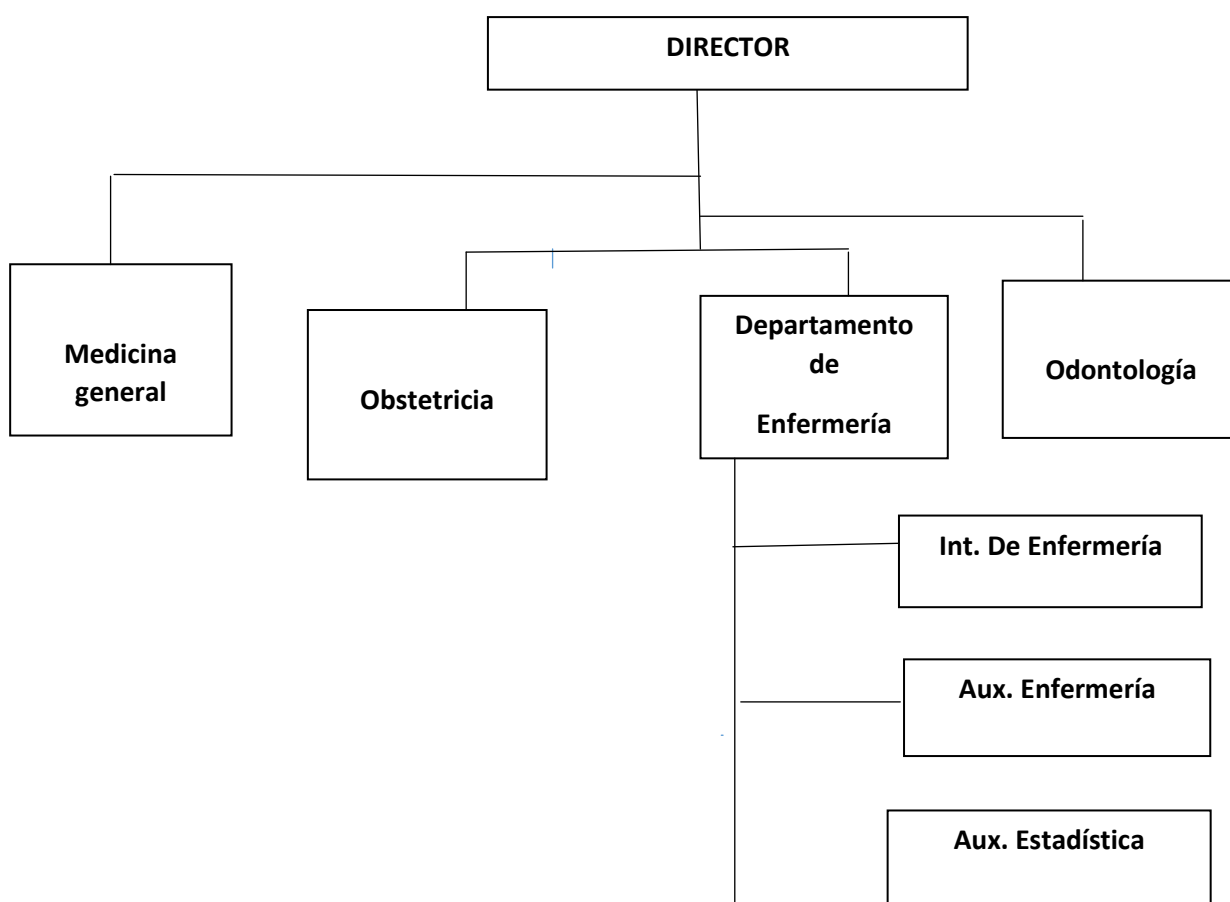 DIRECTOR
Medicina
general
Obstetricia
Departamento
de
Enfermería
Odontología
Int. De Enfermería
Aux. Enfermería
Aux. Estadística